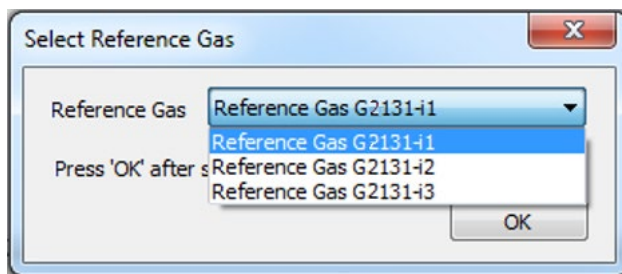 Select Reference Gas
Reference Gas Reference Gas G2131-i1
Reference Gas G2131-i1
Press 'OK' after s Reference Gas G2131-i2
Reference Gas G2131-i3
OK